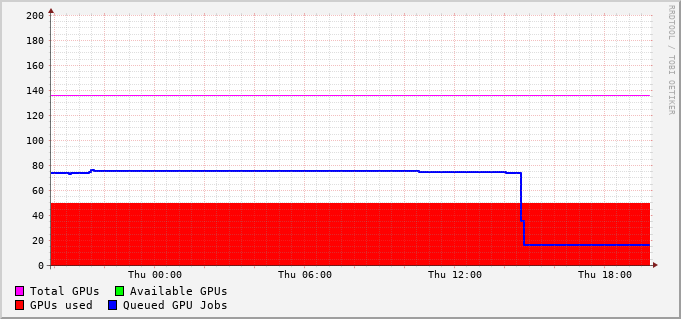 200
180
160
140
120
100
80
60
40
20
0
Thu 00:00 Thu 06:00 Thu 12:00 Thu 18:00
Total GPUs Available GPUs
GPUs used Queued GPU Jobs
RRDTOOL / TOBI OETIKER